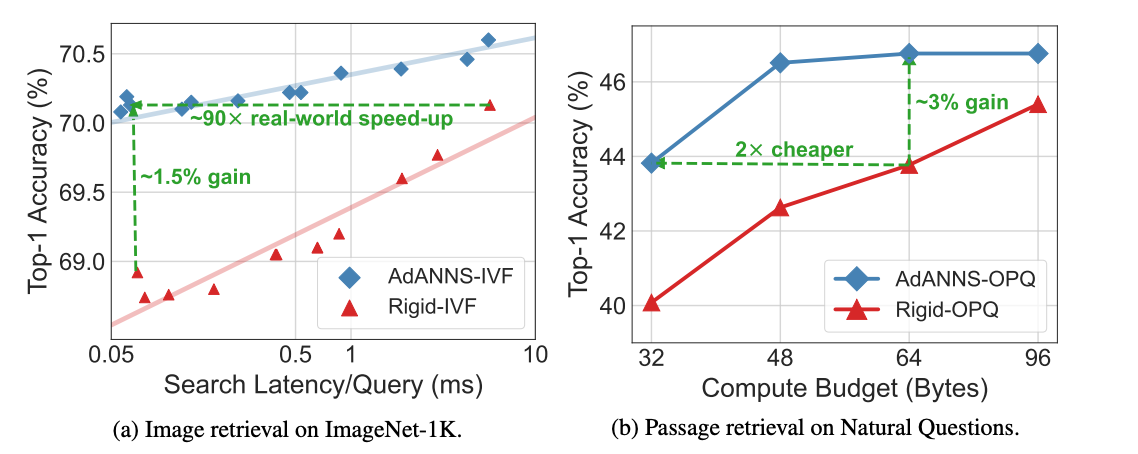 Top-1 Accuracy (%)
70.5
70.0
69.5
69.0
~90× real-world speed-up
~1.5% gain
AdANNS-IVF
Rigid-IVF
0.05
0.5
1
10
Search Latency/Query (ms)
(a) Image retrieval on ImageNet-1K.
Top-1 Accuracy (%)
46
44
42
40
~3% gain
2× cheaper
AdANNS-OPQ
Rigid-OPQ
32
48
64
96
Compute Budget (Bytes)
(b) Passage retrieval on Natural Questions.